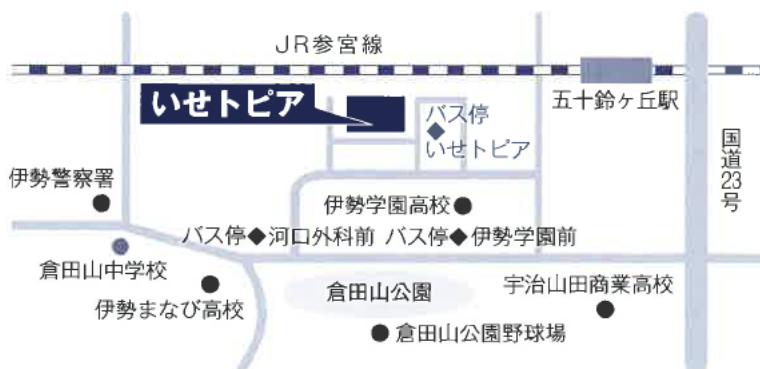 JR参宮線
いせトピア
五十鈴ヶ丘駅
バス停
いせトピア
国道23号
伊勢警察署
伊勢学園高校
バス停◆河口外科前
バス停◆伊勢学園前
倉田山中学校
伊勢まなび高校
倉田山公園
宇治山田商業高校
倉田山公園野球場